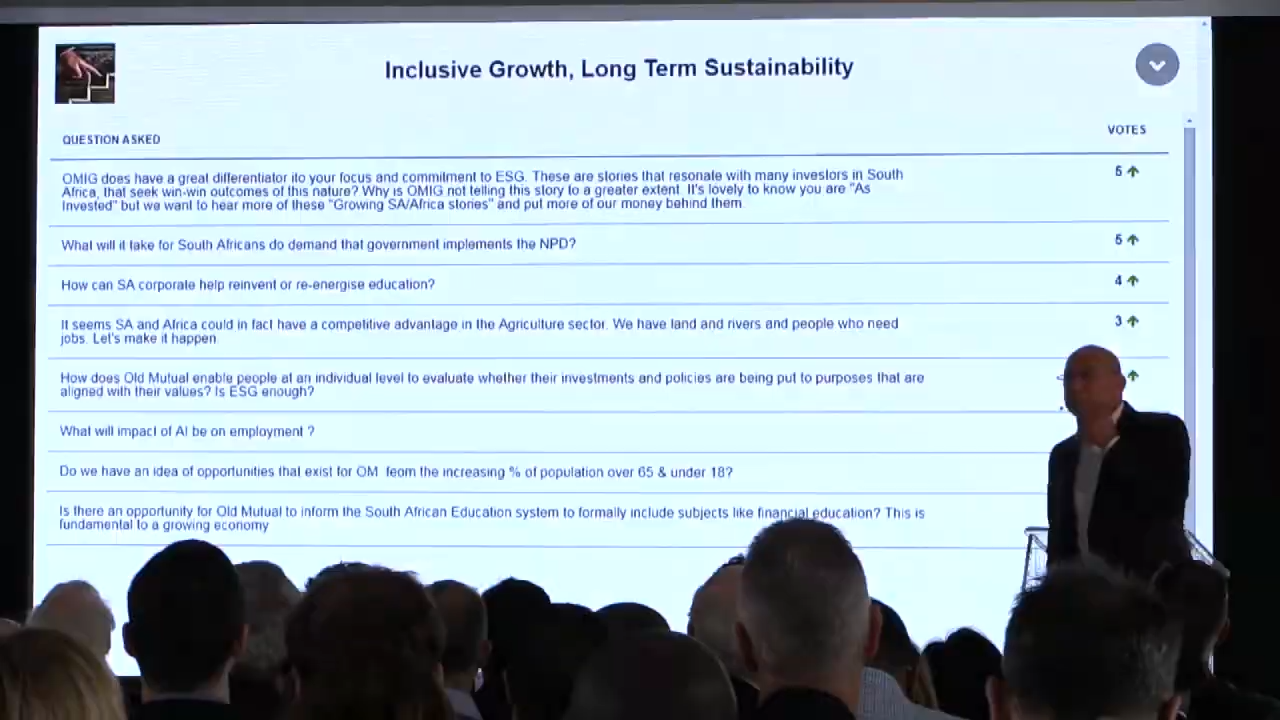 Inclusive Growth, Long Term Sustainability
QUESTION ASKED
VOTES
OMIG does have a great differentiator ito your focus and commitment to ESG. These are stories that resonate with many investors in South
Africa, that seek win-win outcomes of this nature? Why is OMIG not telling this story to a greater extent. It's lovely to know you are "As
Invested" but we want to hear more of these "Growing SA/Africa stories" and put more of our money behind them.
What will it take for South Africans do demand that government implements the NPD?
5
How can SA corporate help reinvent or re-energise education?
4
It seems SA and Africa could in fact have a competitive advantage in the Agriculture sector. We have land and rivers and people who need
jobs. Let's make it happen.
3
How does Old Mutual enable people at an individual level to evaluate whether their investments and policies are being put to purposes that are
aligned with their values? Is ESG enough?
What will impact of AI be on employment ?
Do we have an idea of opportunities that exist for OM feom the increasing % of population over 65 & under 18?
Is there an opportunity for Old Mutual to inform the South African Education system to formally include subjects like financial education? This is
fundamental to a growing economy